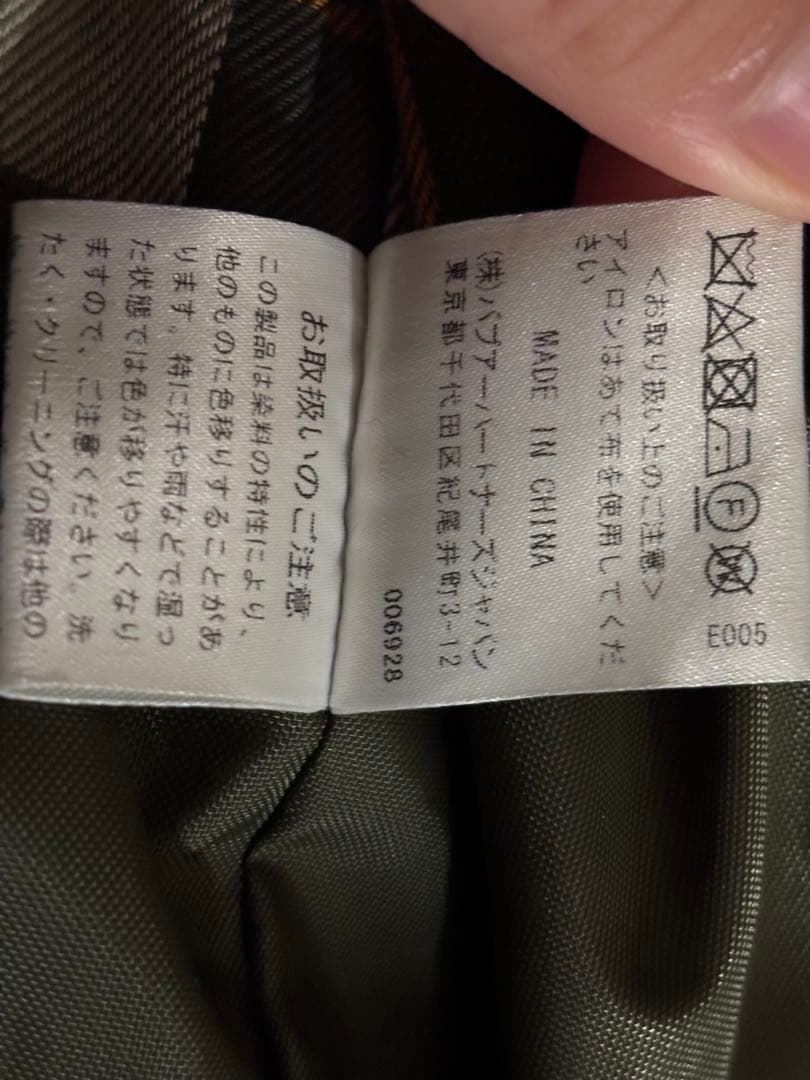 E005
<お取り扱い上のご注意>
アイロンはあて布を使用してくだ
さい
MADE IN CHINA
(株)バブアーパートナーズジャパン
東京都千代田区紀尾井町3-12
006928
お取扱いのご注意
この製品は染料の特性により、
他のものに色移りすることがあ
ります。特に汗や雨などで湿っ
た状態では色が移りやすくなり
ますので、ご注意ください。洗
たく・クリーニングの際は他の